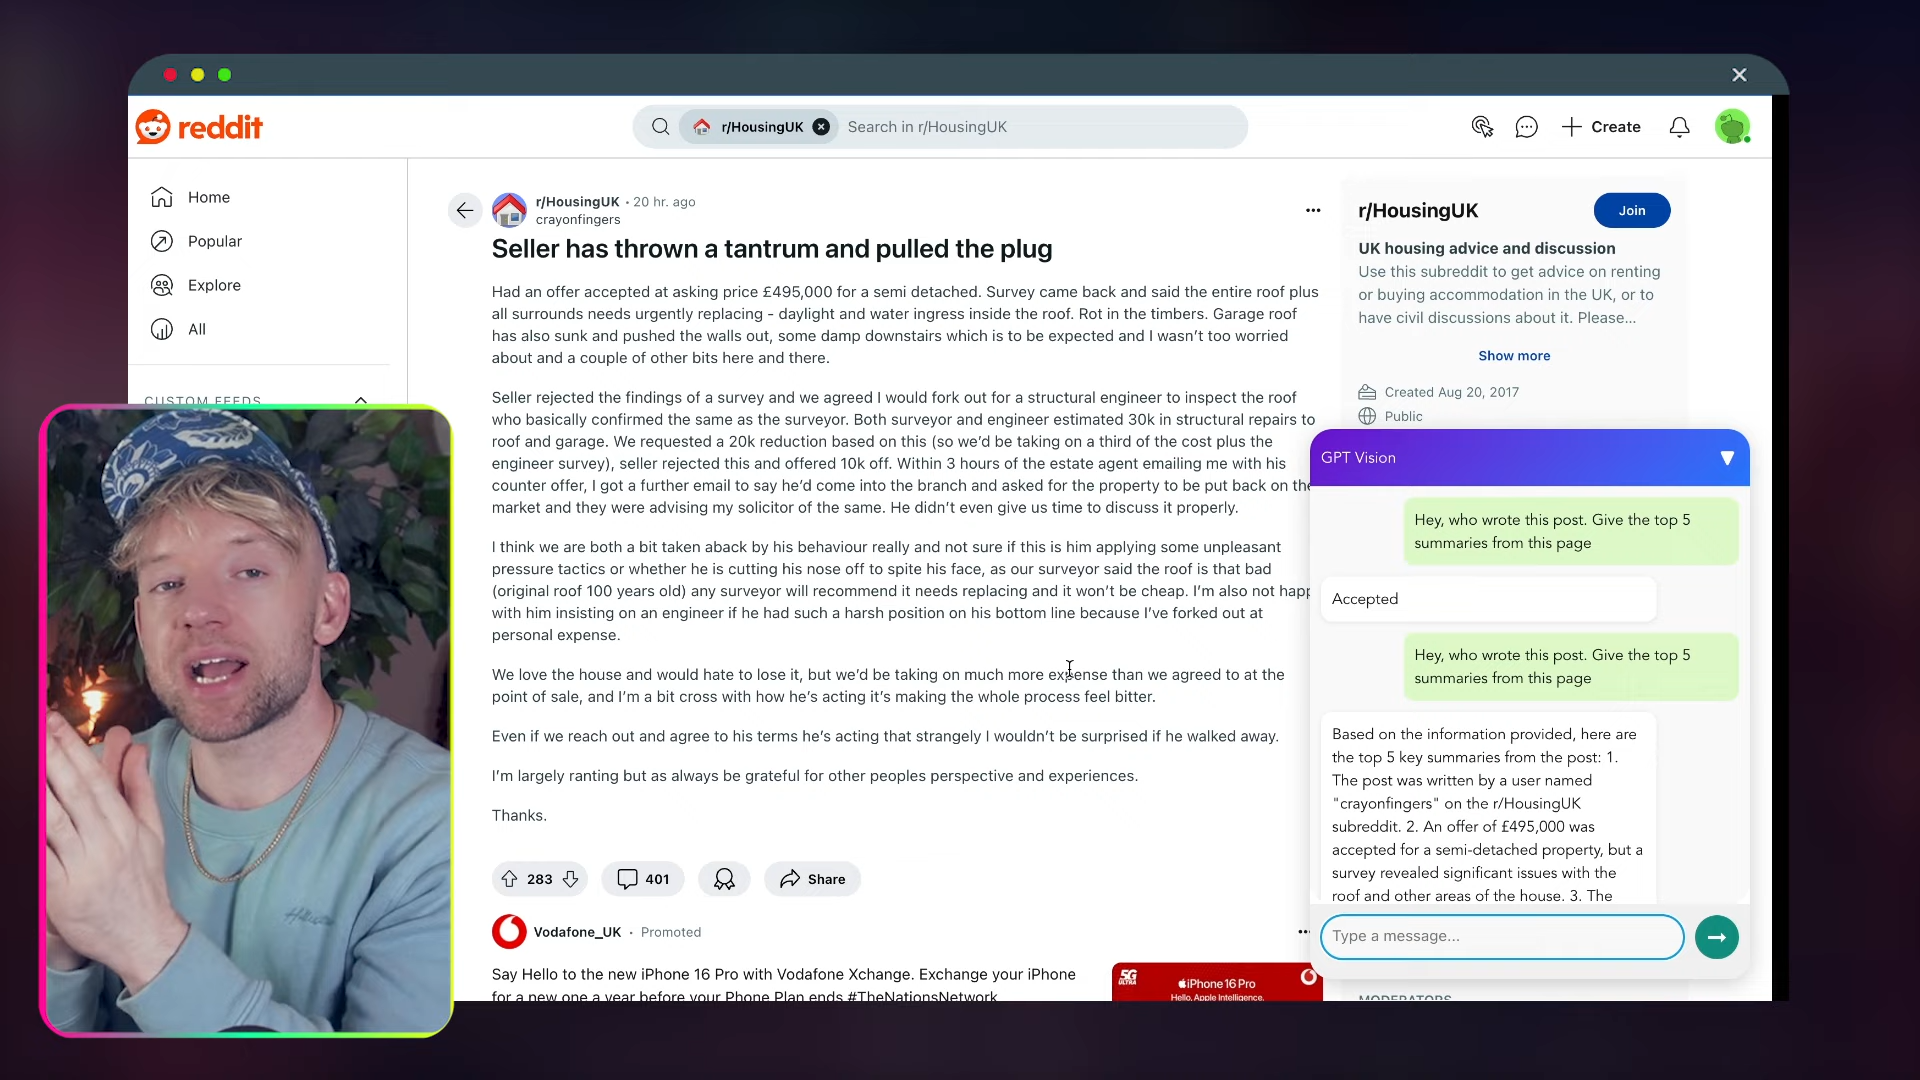 reddit
r/HousingUK
Search in r/HousingUK
Create
Home
Popular
Explore
All
CUSTOM FEEDS
r/HousingUK • 20 hr. ago
crayonfingers
Seller has thrown a tantrum and pulled the plug
Had an offer accepted at asking price £495,000 for a semi detached. Survey came back and said the entire roof plus
all surrounds needs urgently replacing - daylight and water ingress inside the roof. Rot in the timbers. Garage roof
has also sunk and pushed the walls out, some damp downstairs which is to be expected and I wasn't too worried
about and a couple of other bits here and there.
Seller rejected the findings of a survey and we agreed I would fork out for a structural engineer to inspect the roof
who basically confirmed the same as the surveyor. Both surveyor and engineer estimated 30k in structural repairs to
roof and garage. We requested a 20k reduction based on this (so we'd be taking on a third of the cost plus the
engineer survey), seller rejected this and offered 10k off. Within 3 hours of the estate agent emailing me with his
counter offer, I got a further email to say he'd come into the branch and asked for the property to be put back on the
market and they were advising my solicitor of the same. He didn't even give us time to discuss it properly.
I think we are both a bit taken aback by his behaviour really and not sure if this is him applying some unpleasant
pressure tactics or whether he is cutting his nose off to spite his face, as our surveyor said the roof is that bad
(original roof 100 years old) any surveyor will recommend it needs replacing and it won't be cheap. I'm also not happ
with him insisting on an engineer if he had such a harsh position on his bottom line because I've forked out at
personal expense.
We love the house and would hate to lose it, but we'd be taking on much more expense than we agreed to at the
point of sale, and I'm a bit cross with how he's acting it's making the whole process feel bitter.
Even if we reach out and agree to his terms he's acting that strangely I wouldn't be surprised if he walked away.
I'm largely ranting but as always be grateful for other peoples perspective and experiences.
Thanks.
283
401
Share
Vodafone_UK • Promoted
Say Hello to the new iPhone 16 Pro with Vodafone Xchange. Exchange your iPhone
for a new one a year before your Phone Plan ends #TheNationsNetwork
5G
ULTRA
iPhone 16 Pro
Hello, Apple Intelligence.
r/HousingUK
Join
UK housing advice and discussion
Use this subreddit to get advice on renting
or buying accommodation in the UK, or to
have civil discussions about it. Please...
Show more
Created Aug 20, 2017
Public
GPT Vision
Hey, who wrote this post. Give the top 5
summaries from this page
Accepted
Hey, who wrote this post. Give the top 5
summaries from this page
Based on the information provided, here are
the top 5 key summaries from the post: 1.
The post was written by a user named
"crayonfingers" on the r/HousingUK
subreddit. 2. An offer of £495,000 was
accepted for a semi-detached property, but a
survey revealed significant issues with the
roof and other areas of the house. 3. The
Type a message...
MODERATORS